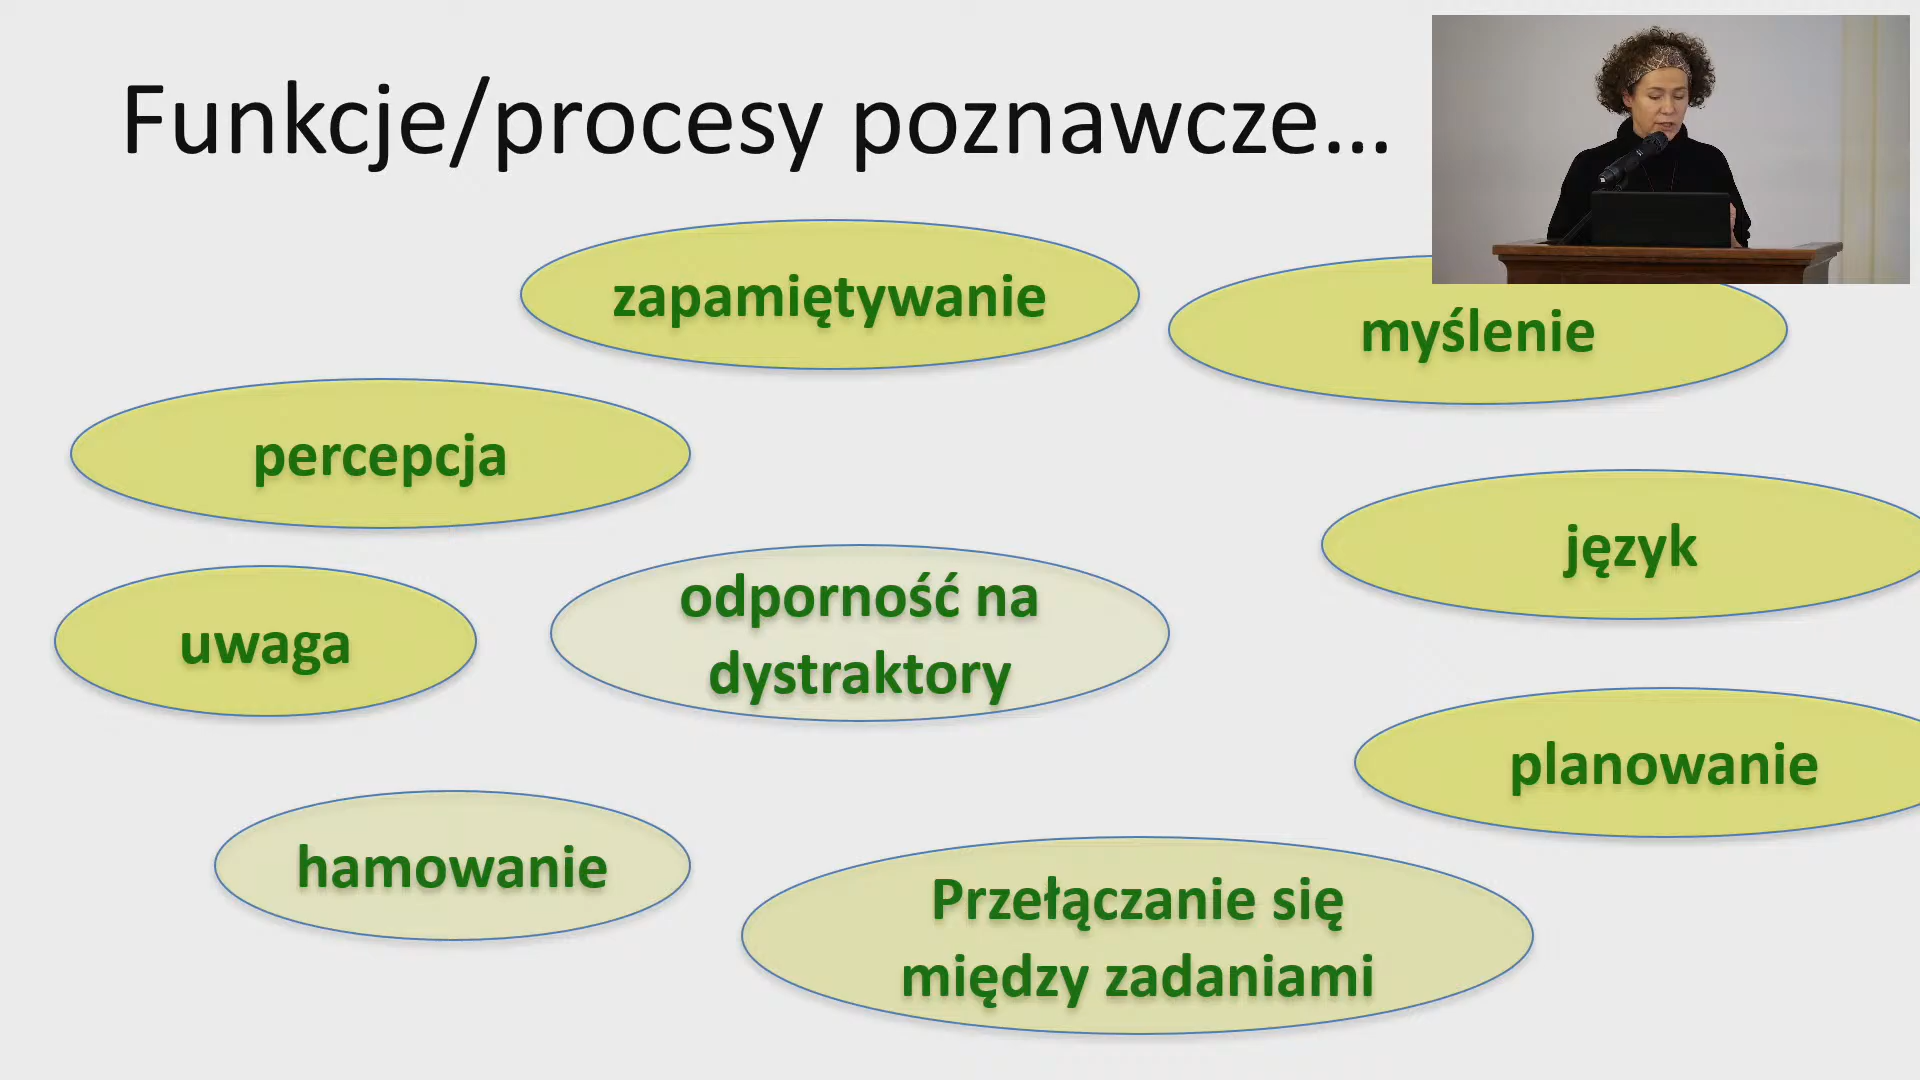 Funkcje/procesy poznawcze...
zapamiętywanie
myślenie
percepcja
język
odporność na
dystraktory
uwaga
planowanie
hamowanie
Przełączanie się
między zadaniami